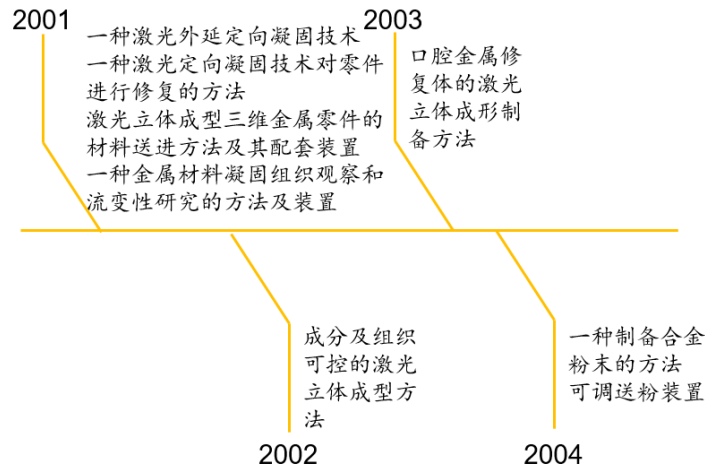 2001
一种激光外延定向凝固技术
一种激光定向凝固技术对零件
进行修复的方法
激光立体成型三维金属零件的
材料送进方法及其配套装置
一种金属材料凝固组织观察和
流变性研究的方法及装置
2003
口腔金属修
复体的激光
立体成形制
备方法
成分及组织
可控的激光
立体成型方
法
2002
一种制备合金
粉末的方法
可调送粉装置
2004